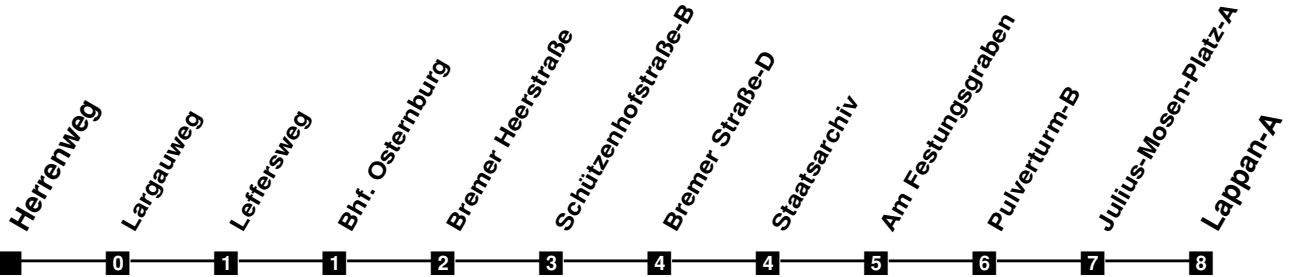 Herrenweg
Largauweg
Leffersweg
Bhf. Osternburg
Bremer Heerstraße
Schützenhofstraße-B
Bremer Straße-D
Staatsarchiv
Am Festungsgraben
Pulverturm-B
Julius-Mosen-Platz-A
Lappan-A
0 1 1 2 3 4 4 5 6 7 8